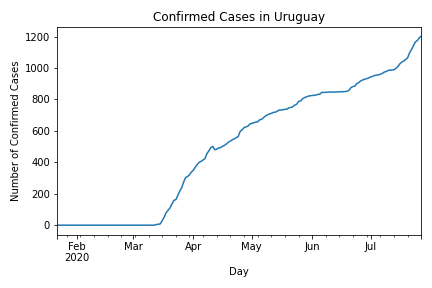 Confirmed Cases in Uruguay
1200
1000
800
600
400
200
0
Number of Confirmed Cases
Feb Mar Apr May Jun Jul
2020
Day